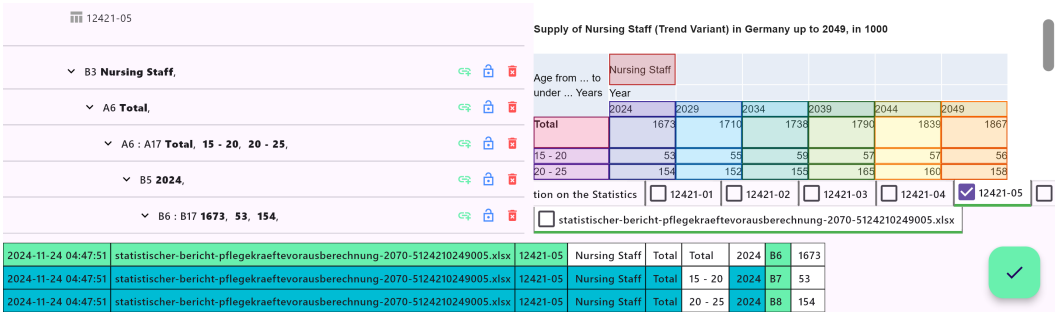 12421-05
B3 Nursing Staff,
A6 Total,
A6 : A17 Total, 15 - 20, 20 - 25,
B5 2024,
B6 : B17 1673, 53, 154,
Supply of Nursing Staff (Trend Variant) in Germany up to 2049, in 1000
Age from ... to under ... Years
Nursing Staff
Year
2024 2029 2034 2039 2044 2049
Total 1673 1710 1738 1790 1839 1867
15 - 20 53 55 59 57 57 56
20 - 25 154 152 155 165 160 158
tion on the Statistics 12421-01 12421-02 12421-03 12421-04 12421-05
statistischer-bericht-pflegekraeftevorausberechnung-2070-5124210249005.xlsx
2024-11-24 04:47:51 statistischer-bericht-pflegekraeftevorausberechnung-2070-5124210249005.xlsx 12421-05 Nursing Staff Total Total 2024 B6 1673
2024-11-24 04:47:51 statistischer-bericht-pflegekraeftevorausberechnung-2070-5124210249005.xlsx 12421-05 Nursing Staff Total 15 - 20 2024 B7 53
2024-11-24 04:47:51 statistischer-bericht-pflegekraeftevorausberechnung-2070-5124210249005.xlsx 12421-05 Nursing Staff Total 20 - 25 2024 B8 154